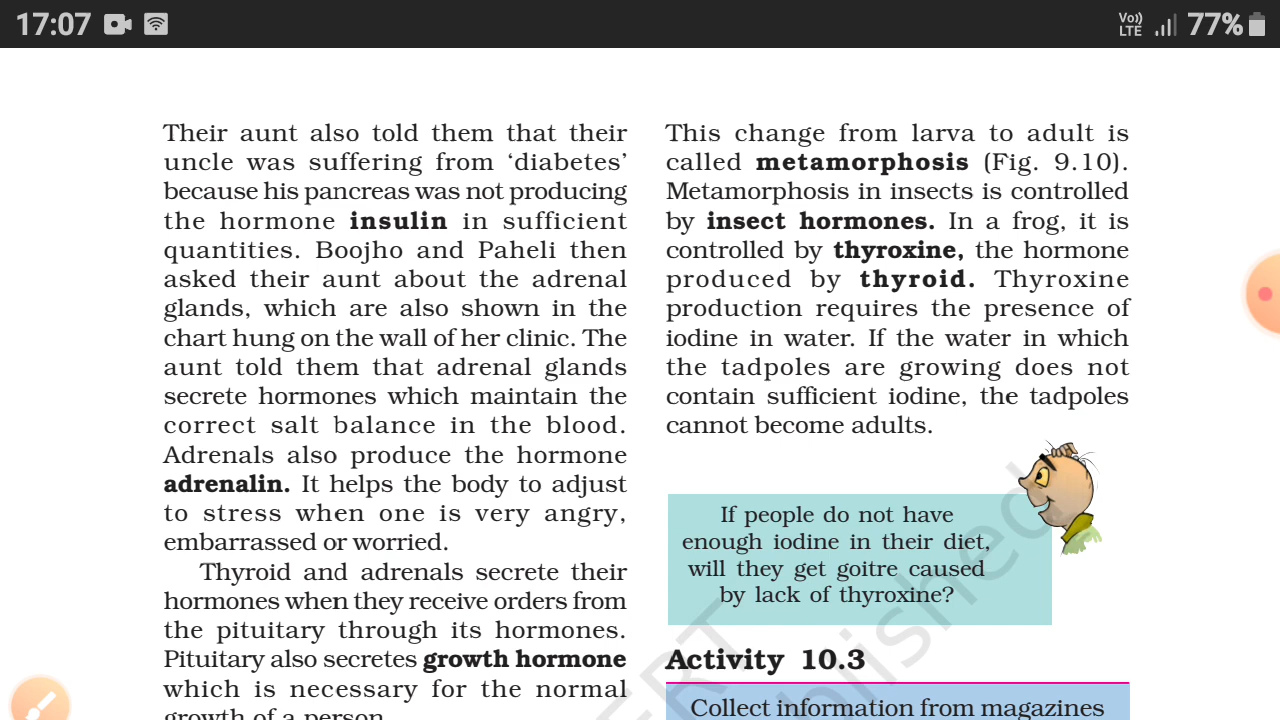 17:07
Vo)) LTE 77%
Their aunt also told them that their
uncle was suffering from ‘diabetes’
because his pancreas was not producing
the hormone insulin in sufficient
quantities. Boojho and Paheli then
asked their aunt about the adrenal
glands, which are also shown in the
chart hung on the wall of her clinic. The
aunt told them that adrenal glands
secrete hormones which maintain the
correct salt balance in the blood.
Adrenals also produce the hormone
adrenalin. It helps the body to adjust
to stress when one is very angry,
embarrassed or worried.
Thyroid and adrenals secrete their
hormones when they receive orders from
the pituitary through its hormones.
Pituitary also secretes growth hormone
which is necessary for the normal
growth of a person
This change from larva to adult is
called metamorphosis (Fig. 9.10).
Metamorphosis in insects is controlled
by insect hormones. In a frog, it is
controlled by thyroxine, the hormone
produced by thyroid. Thyroxine
production requires the presence of
iodine in water. If the water in which
the tadpoles are growing does not
contain sufficient iodine, the tadpoles
cannot become adults.
If people do not have
enough iodine in their diet,
will they get goitre caused
by lack of thyroxine?
Activity 10.3
Collect information from magazines